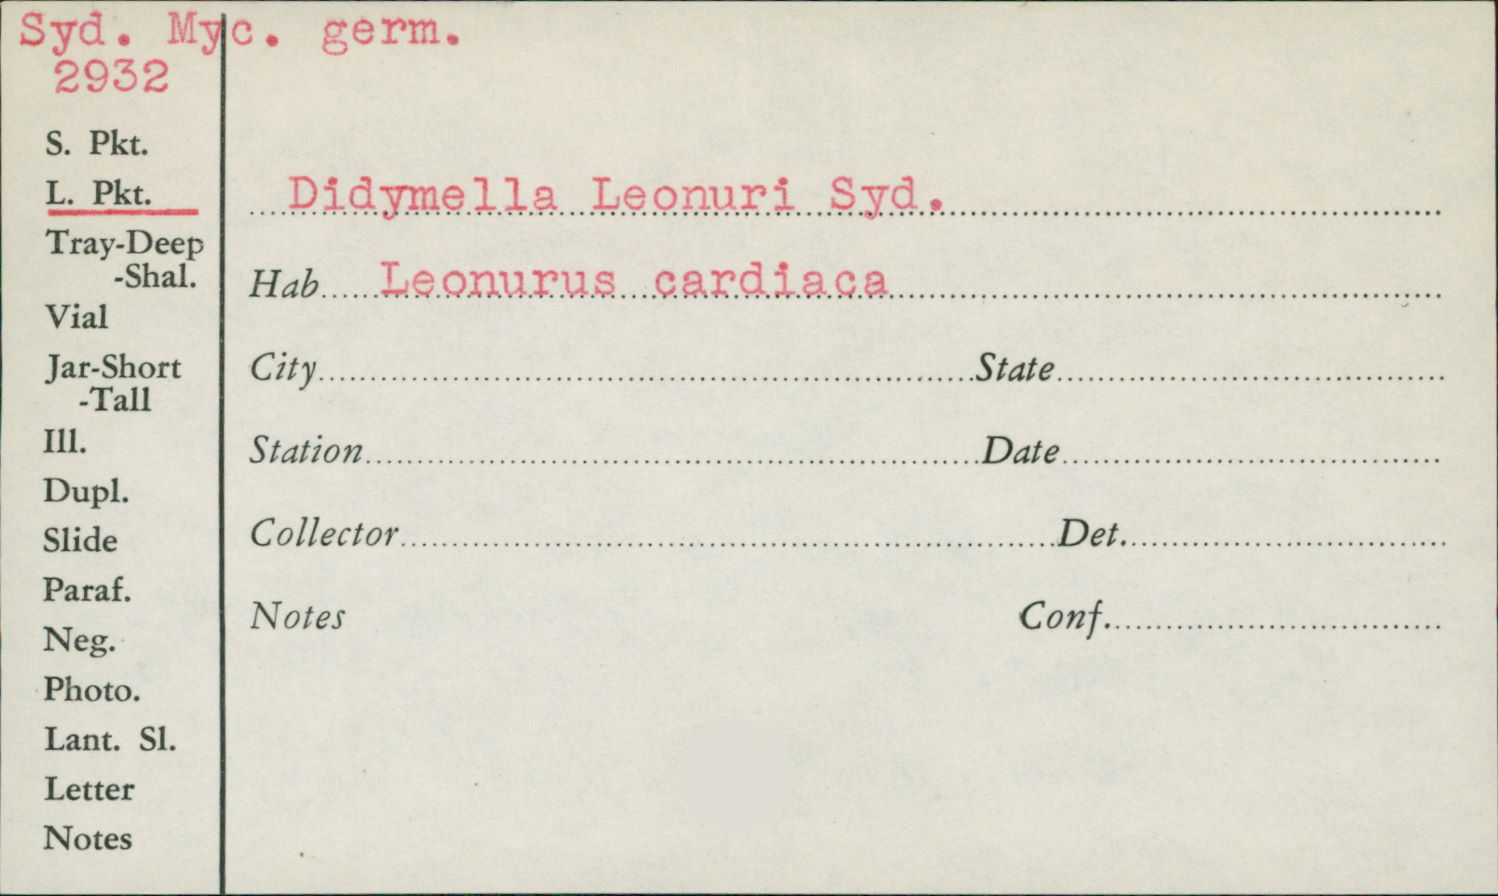 Syd. Myc. germ.
2932
S. Pkt.
L. Pkt.
Tray-Deep
-Shal.
Vial
Jar-Short
-Tall
Ill.
Dupl.
Slide
Paraf.
Neg.
Photo.
Lant. Sl.
Letter
Notes
Didymella Leonuri Syd.
Hab Leonurus cardiaca
City State
Station Date
Collector Det.
Notes Conf.